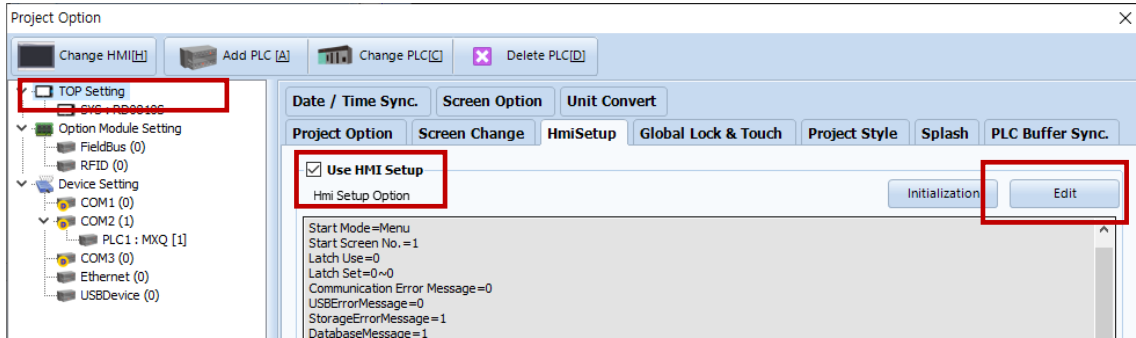 Project Option
Change HMI[H] Add PLC [A] Change PLC[C] Delete PLC[D]
TOP Setting
SYS : RD0810S
Option Module Setting
FieldBus (0)
RFID (0)
Device Setting
COM1 (0)
COM2 (1)
PLC1 : MXQ [1]
COM3 (0)
Ethernet (0)
USBDevice (0)
Date / Time Sync. Screen Option Unit Convert
Project Option Screen Change HmiSetup Global Lock & Touch Project Style Splash PLC Buffer Sync.
Use HMI Setup
Hmi Setup Option Initialization Edit
Start Mode=Menu
Start Screen No.=1
Latch Use=0
Latch Set=0~0
Communication Error Message=0
USBErrorMessage=0
StorageErrorMessage=1
DatabaseMessage=1